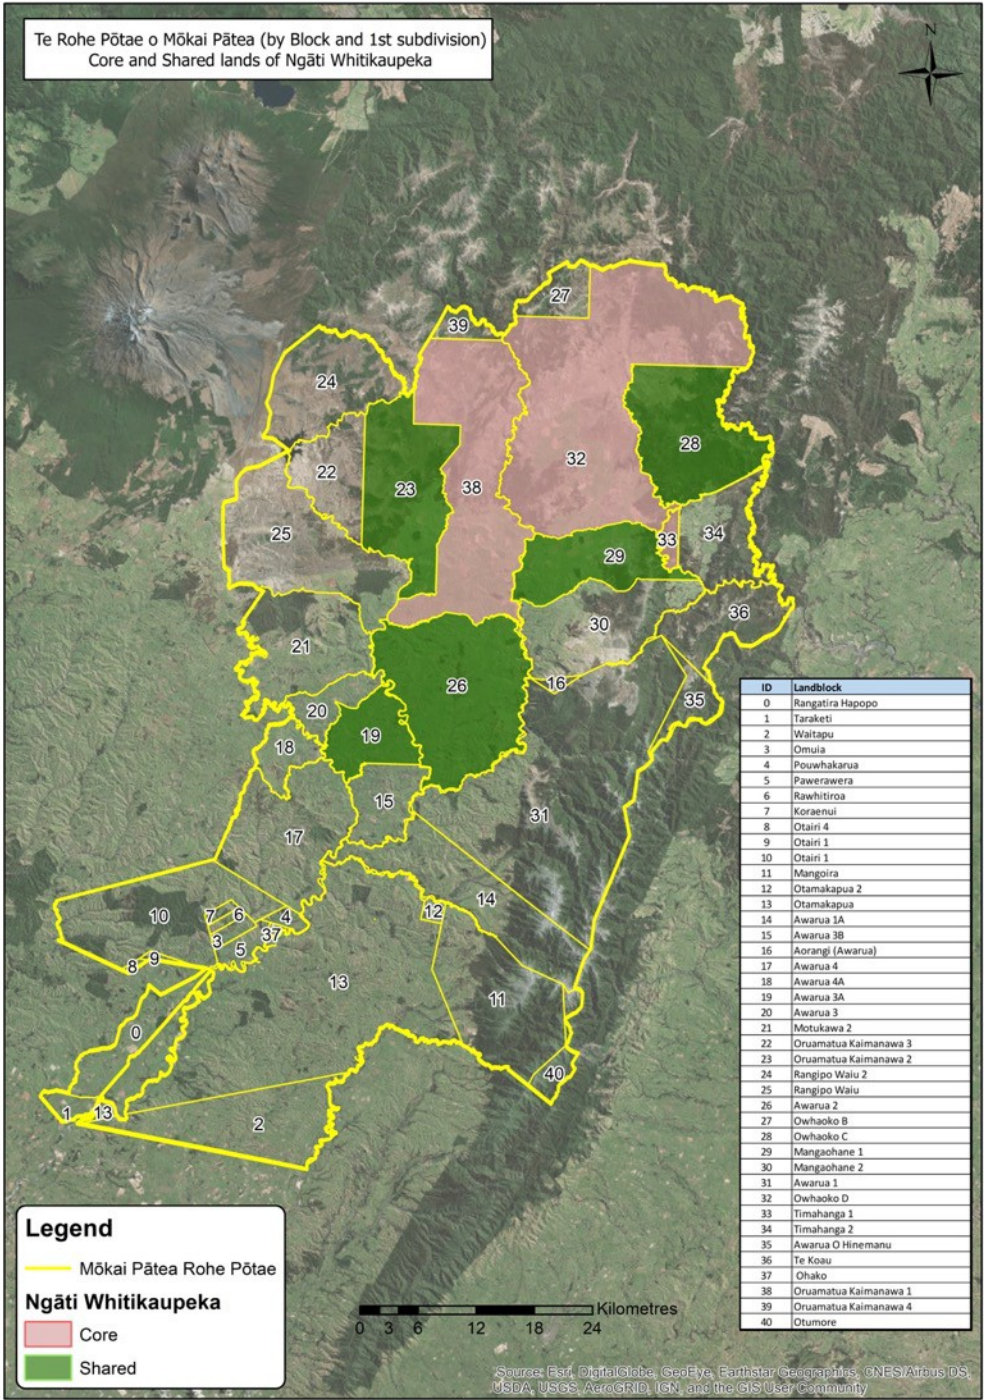 Te Rohe Pōtae o Mōkai Pātea (by Block and 1st subdivision)
Core and Shared lands of Ngāti Whitikaupeka
N
27
39
24
28
22
32
38
23
34
33
25
29
36
30
21
16
26
35
20
19
18
15
31
17
14
12
10
7
6
4
37
3
5
9
8
13
11
0
40
1
13
2
ID Landblock
0 Rangatira Hapopo
1 Taraketi
2 Waitapu
3 Omuia
4 Pouwhakarua
5 Pawerawera
6 Rawhitiroa
7 Koraenui
8 Otairi 4
9 Otairi 1
10 Otairi 1
11 Mangoira
12 Otamakapua 2
13 Otamakapua
14 Awarua 1A
15 Awarua 3B
16 Aorangi (Awarua)
17 Awarua 4
18 Awarua 4A
19 Awarua 3A
20 Awarua 3
21 Motukawa 2
22 Oruamatua Kaimanawa 3
23 Oruamatua Kaimanawa 2
24 Rangipo Waiu 2
25 Rangipo Waiu
26 Awarua 2
27 Owhaoko B
28 Owhaoko C
29 Mangaohane 1
30 Mangaohane 2
31 Awarua 1
32 Owhaoko D
33 Timahanga 1
34 Timahanga 2
35 Awarua O Hinemanu
36 Te Koau
37 Ohako
38 Oruamatua Kaimanawa 1
39 Oruamatua Kaimanawa 4
40 Otumore
Legend
Mōkai Pātea Rohe Pōtae
Ngāti Whitikaupeka
Core
Shared
Kilometres
0 3 6 12 18 24
Source: Esri, DigitalGlobe, GeoEye, Earthstar Geographics, CNES/Airbus DS,
USDA, USGS, AeroGRID, IGN, and the GIS User Community